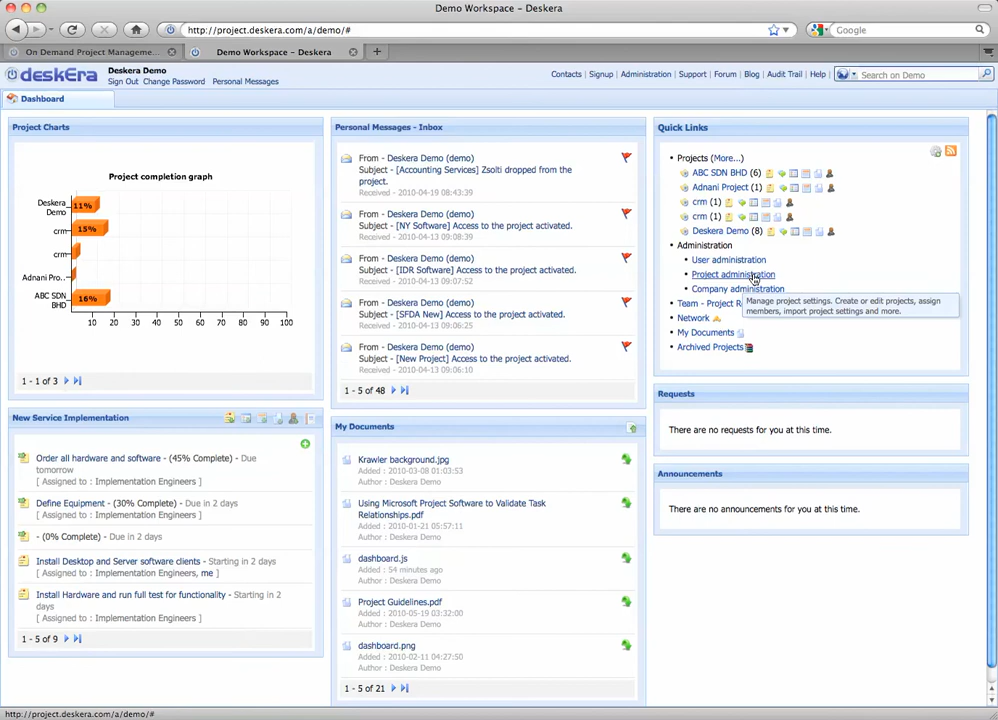 Demo Workspace - Deskera
http://project.deskera.com/a/demo/#
Google
On Demand Project Manageme...
Demo Workspace - Deskera
deskEra
Deskera Demo
Sign Out Change Password Personal Messages
Contacts | Signup | Administration | Support | Forum | Blog | Audit Trail | Help |
Search on Demo
Dashboard
Project Charts
Project completion graph
Deskera Demo
11%
crm
15%
crm
Adnani Pro...
ABC SDN BHD
16%
10 20 30 40 50 60 70 80 90 100
1 - 1 of 3
New Service Implementation
Order all hardware and software - (45% Complete) - Due
tomorrow
[ Assigned to : Implementation Engineers ]
Define Equipment - (30% Complete) - Due in 2 days
[ Assigned to : Implementation Engineers ]
- (0% Complete) - Due in 2 days
Install Desktop and Server software clients - Starting in 2 days
[ Assigned to : Implementation Engineers, me ]
Install Hardware and run full test for functionality - Starting in 2
days
[ Assigned to : Implementation Engineers ]
1 - 5 of 9
Personal Messages - Inbox
From - Deskera Demo (demo)
Subject - [Accounting Services] Zsolti dropped from the
project.
Received - 2010-04-19 08:43:39
From - Deskera Demo (demo)
Subject - [NY Software] Access to the project activated.
Received - 2010-04-13 09:08:39
From - Deskera Demo (demo)
Subject - [IDR Software] Access to the project activated.
Received - 2010-04-13 09:07:52
From - Deskera Demo (demo)
Subject - [SFDA New] Access to the project activated.
Received - 2010-04-13 09:06:25
From - Deskera Demo (demo)
Subject - [New Project] Access to the project activated.
Received - 2010-04-13 09:06:10
1 - 5 of 48
My Documents
Krawler background.jpg
Added : 2010-03-08 01:03:53
Using Microsoft Project Software to Validate Task
Relationships.pdf
Added : 2010-01-21 05:57:11
Author : Deskera Demo
dashboard.js
Added : 54 minutes ago
Author : Deskera Demo
Project Guidelines.pdf
Added : 2010-05-19 03:32:00
Author : Deskera Demo
dashboard.png
Added : 2010-02-11 04:27:50
Author : Deskera Demo
1 - 5 of 21
Quick Links
Projects (More...)
ABC SDN BHD (6)
Adnani Project (1)
crm (1)
crm (1)
Deskera Demo (8)
Administration
User administration
Project administration
Company administration
Manage project settings. Create or edit projects, assign
members, import project settings and more.
Team - Project R
Network
My Documents
Archived Projects
Requests
There are no requests for you at this time.
Announcements
There are no announcements for you at this time.
http://project.deskera.com/a/demo/#